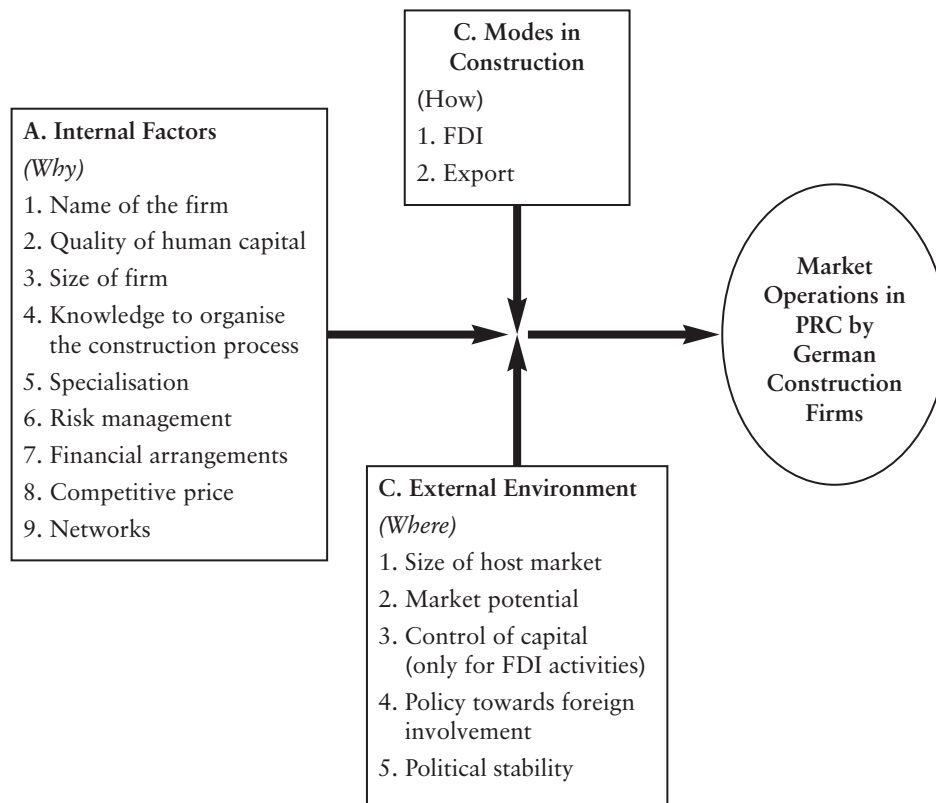 A. Internal Factors
(Why)
1. Name of the firm
2. Quality of human capital
3. Size of firm
4. Knowledge to organise
the construction process
5. Specialisation
6. Risk management
7. Financial arrangements
8. Competitive price
9. Networks
C. Modes in
Construction
(How)
1. FDI
2. Export
C. External Environment
(Where)
1. Size of host market
2. Market potential
3. Control of capital
(only for FDI activities)
4. Policy towards foreign
involvement
5. Political stability
Market
Operations in
PRC by
German
Construction
Firms